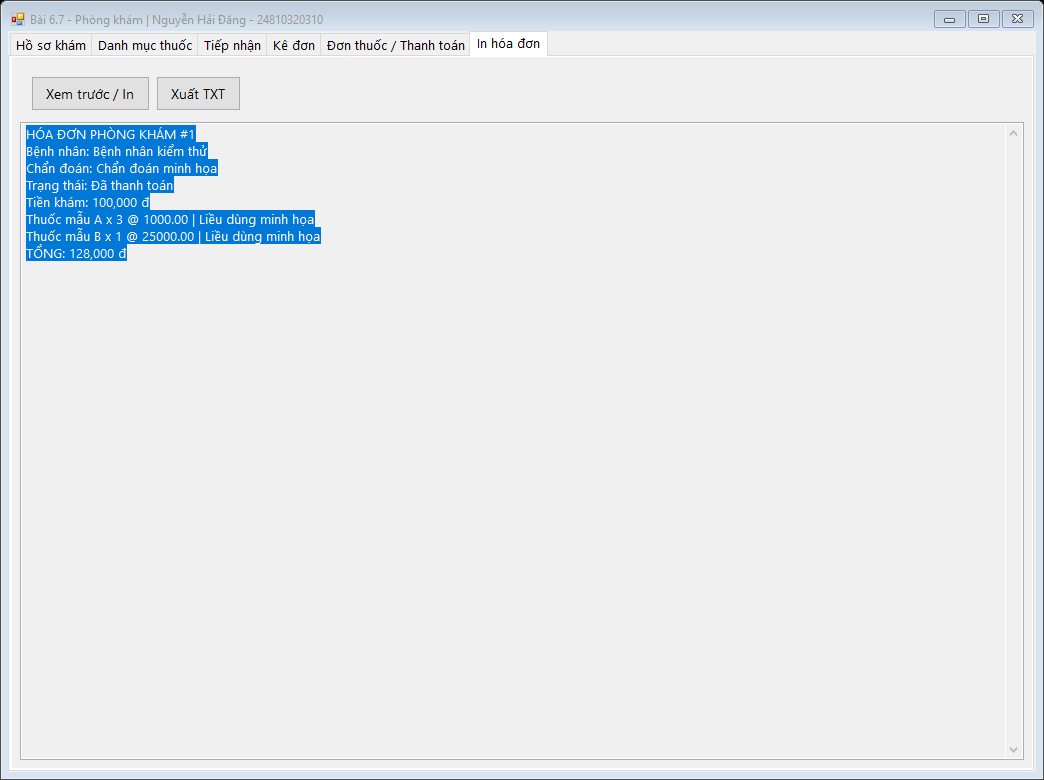 Bài 6.7 - Phòng khám | Nguyễn Hải Đăng - 24810320310
Hồ sơ khám Danh mục thuốc Tiếp nhận Kê đơn Đơn thuốc / Thanh toán In hóa đơn
Xem trước / In Xuất TXT
HÓA ĐƠN PHÒNG KHÁM #1
Bệnh nhân: Bệnh nhân kiểm thử
Chẩn đoán: Chẩn đoán minh họa
Trạng thái: Đã thanh toán
Tiền khám: 100,000 đ
Thuốc mẫu A x 3 @ 1000.00 | Liều dùng minh họa
Thuốc mẫu B x 1 @ 25000.00 | Liều dùng minh họa
TỔNG: 128,000 đ